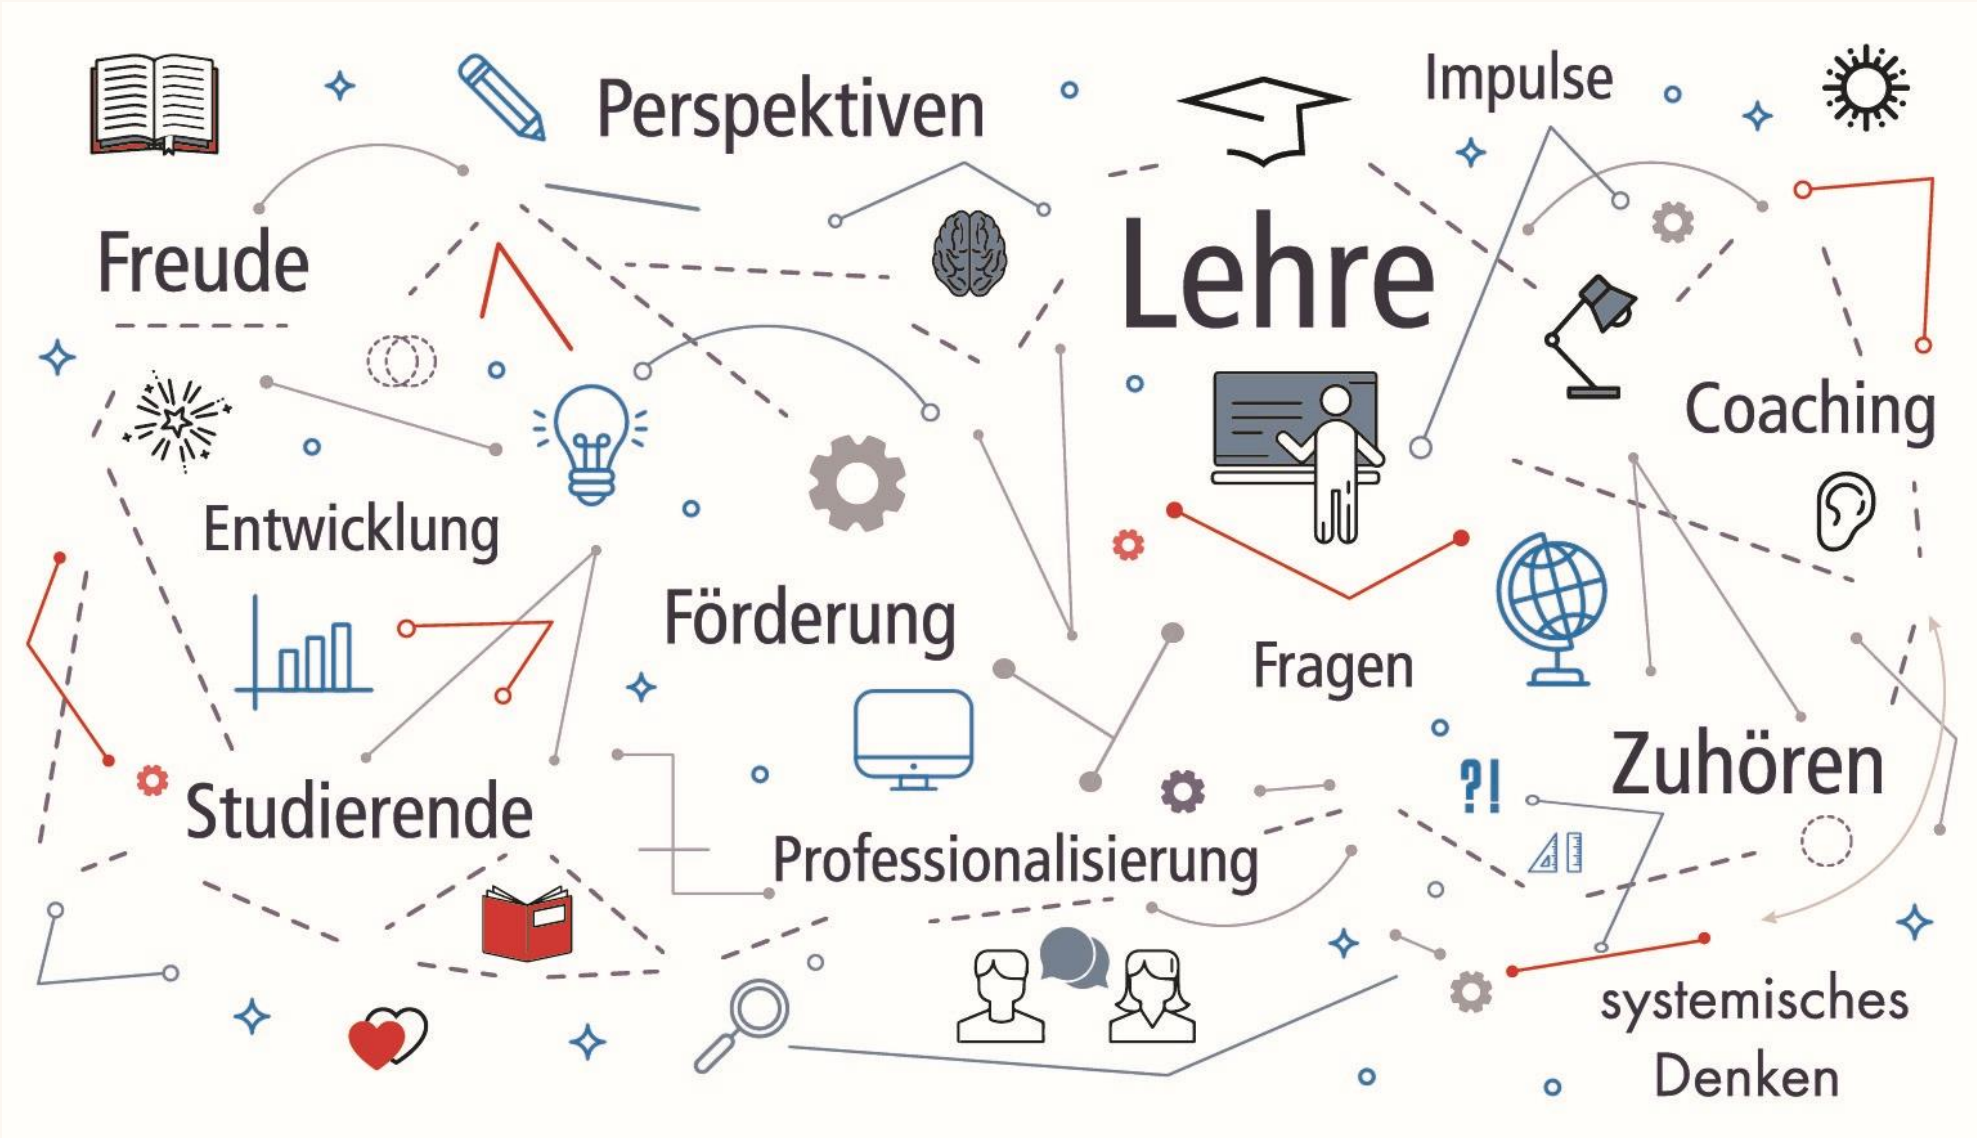 Perspektiven
Impulse
Freude
Lehre
Coaching
Entwicklung
Förderung
Fragen
Zuhören
?!
Studierende
Professionalisierung
systemisches
Denken